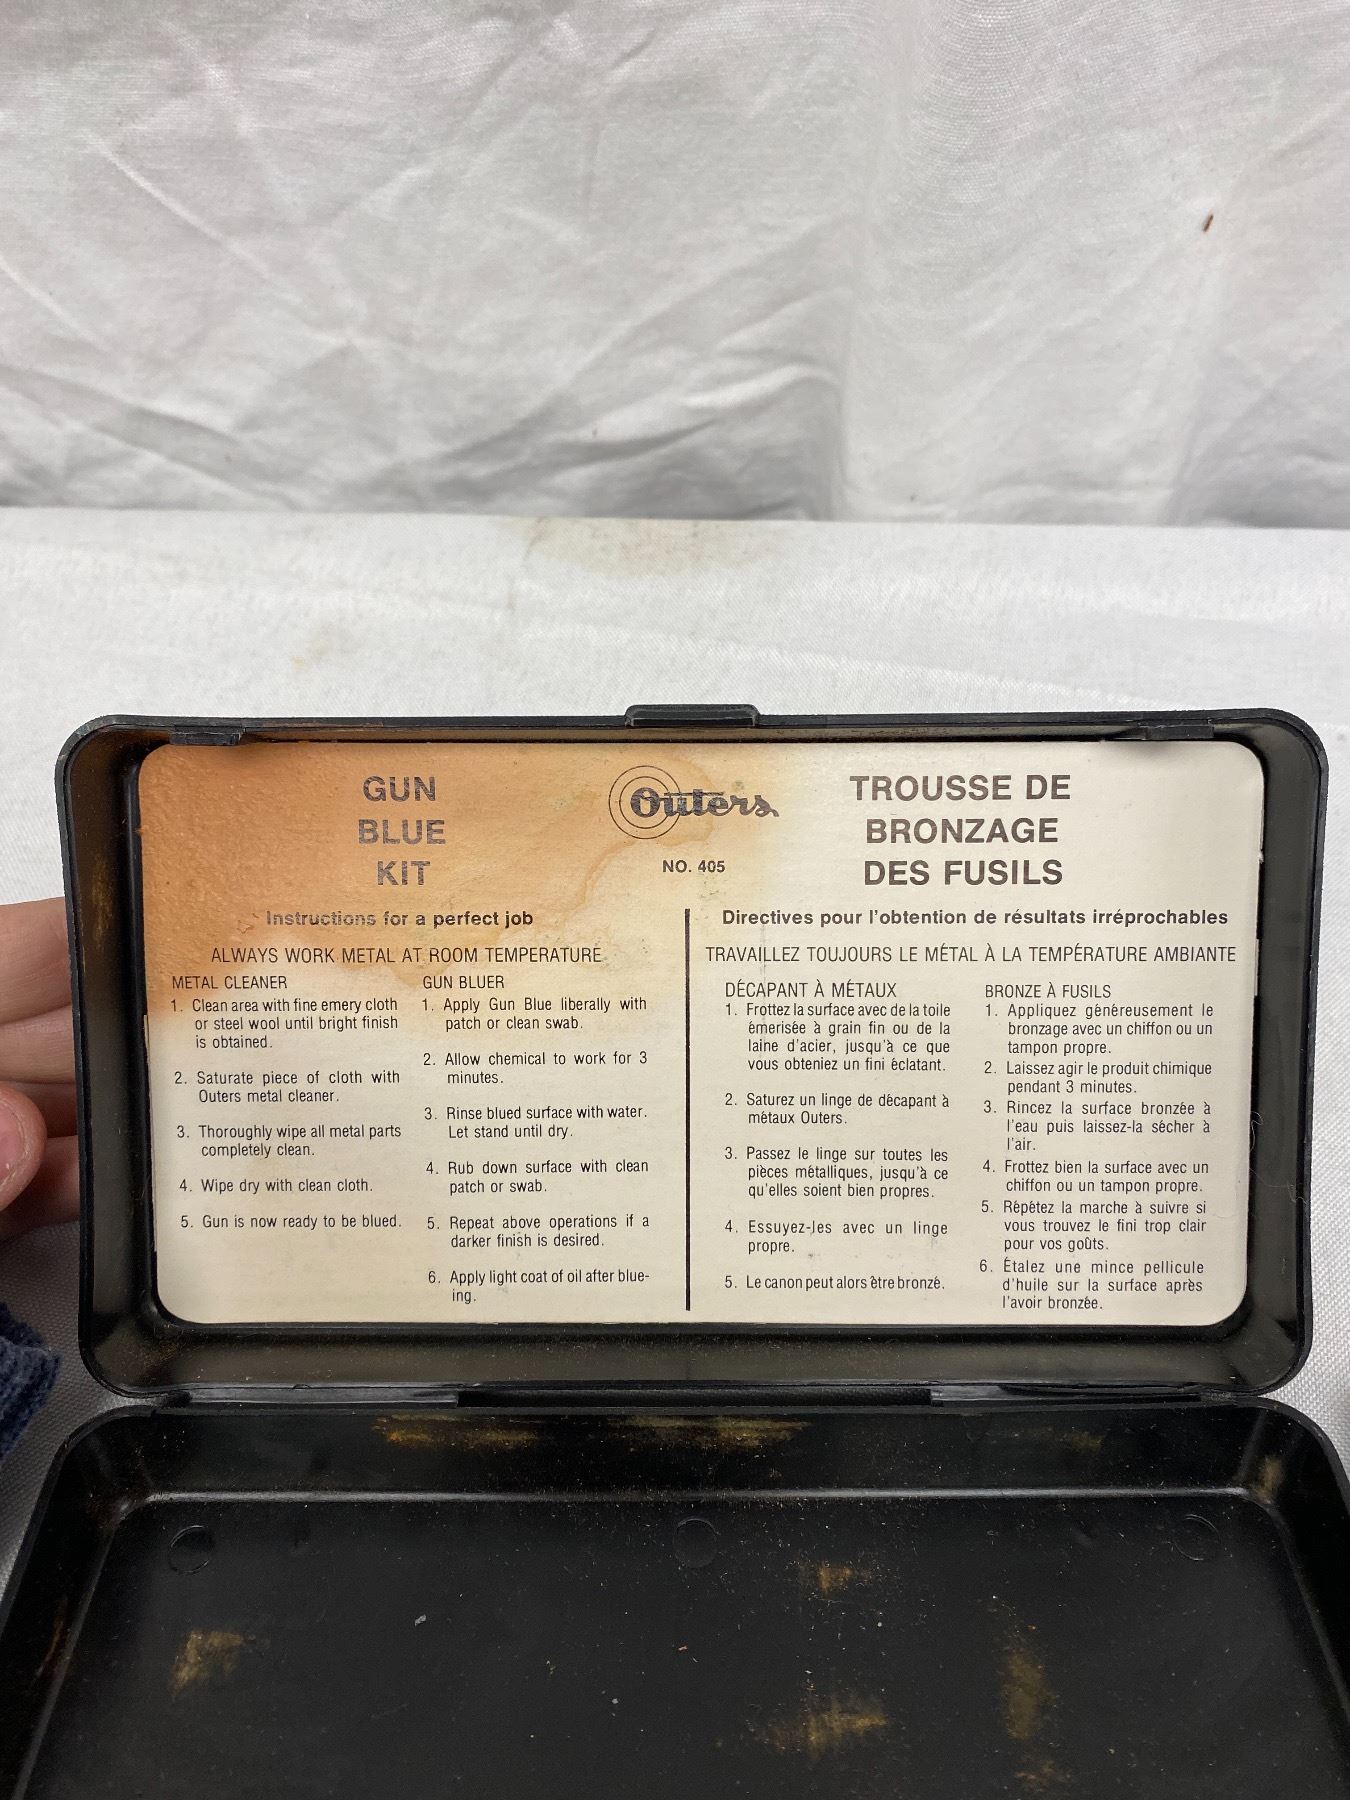 GUN
BLUE
KIT
Outers
NO. 405
TROUSSE DE
BRONZAGE
DES FUSILS
Instructions for a perfect job
ALWAYS WORK METAL AT ROOM TEMPERATURE
METAL CLEANER
1. Clean area with fine emery cloth
or steel wool until bright finish
is obtained.
2. Saturate piece of cloth with
Outers metal cleaner.
3. Thoroughly wipe all metal parts
completely clean.
4. Wipe dry with clean cloth.
5. Gun is now ready to be blued.
GUN BLUER
1. Apply Gun Blue liberally with
patch or clean swab.
2. Allow chemical to work for 3
minutes.
3. Rinse blued surface with water.
Let stand until dry.
4. Rub down surface with clean
patch or swab.
5. Repeat above operations if a
darker finish is desired.
6. Apply light coat of oil after blue-
ing.
Directives pour l'obtention de résultats irréprochables
TRAVAILLEZ TOUJOURS LE MÉTAL À LA TEMPÉRATURE AMBIANTE
DÉCAPANT À MÉTAUX
1. Frottez la surface avec de la toile
émerisée à grain fin ou de la
laine d'acier, jusqu'à ce que
vous obteniez un fini éclatant.
2. Saturez un linge de décapant à
métaux Outers.
3. Passez le linge sur toutes les
pièces métalliques, jusqu'à ce
qu'elles soient bien propres.
4. Essuyez-les avec un linge
propre.
5. Le canon peut alors être bronzé.
BRONZE À FUSILS
1. Appliquez généreusement le
bronzage avec un chiffon ou un
tampon propre.
2. Laissez agir le produit chimique
pendant 3 minutes.
3. Rincez la surface bronzée à
l'eau puis laissez-la sécher à
l'air.
4. Frottez bien la surface avec un
chiffon ou un tampon propre.
5. Répétez la marche à suivre si
vous trouvez le fini trop clair
pour vos goûts.
6. Étalez une mince pellicule
d'huile sur la surface après
l'avoir bronzée.